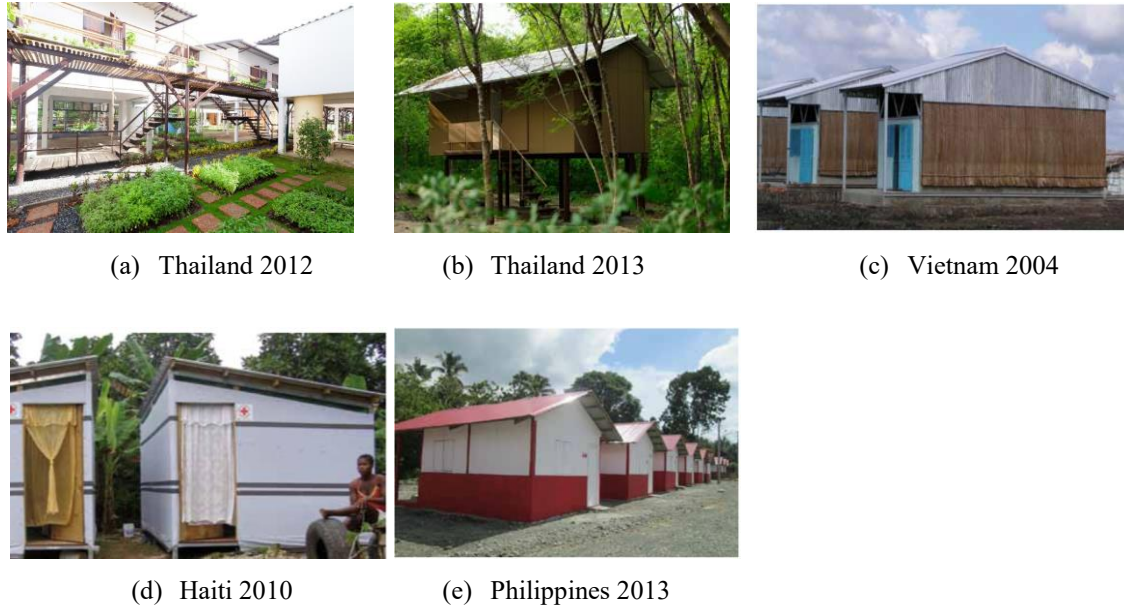 (a) Thailand 2012
(b) Thailand 2013
(c) Vietnam 2004
(d) Haiti 2010
(e) Philippines 2013